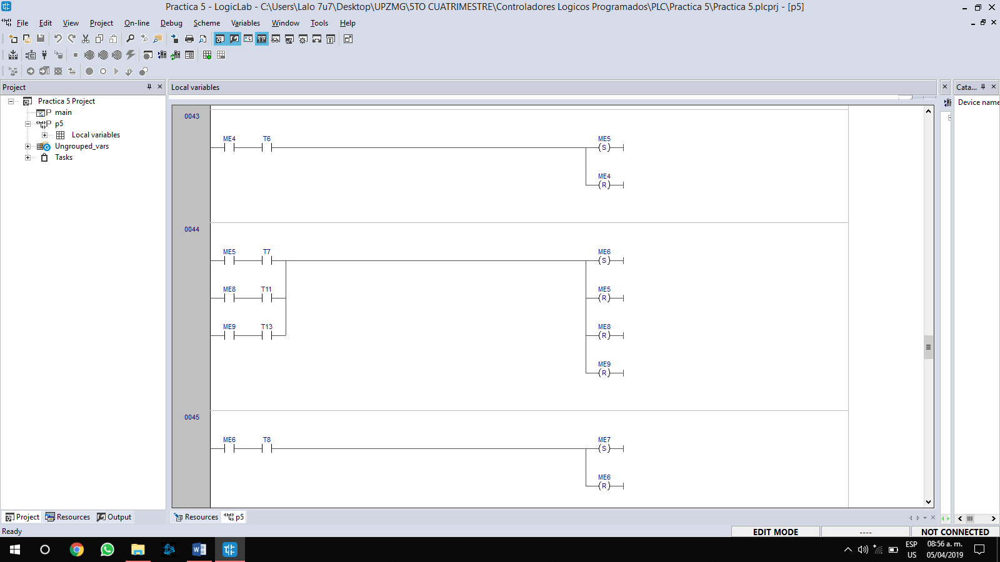 Practica 5 - LogicLab - C:\Users\Lalo 7u7\Desktop\UPZMG\5TO CUATRIMESTRE\Controladores Logicos Programados\PLC\Practica 5\Practica 5.plcprj - [p5]
File Edit View Project On-line Debug Scheme Variables Window Tools Help
Project
Local variables
Cata...
Practica 5 Project
main
p5
Local variables
Ungrouped_vars
Tasks
Device name
0043
ME4 T6 ME5
S
ME4
R
0044
ME5 T7 ME6
S
ME8 T11 ME5
R
ME9 T13 ME8
R
ME9
R
0045
ME6 T8 ME7
S
ME6
R
Project Resources Output
Resources p5
Ready
EDIT MODE
----
NOT CONNECTED
ESP
US
08:56 a. m.
05/04/2019